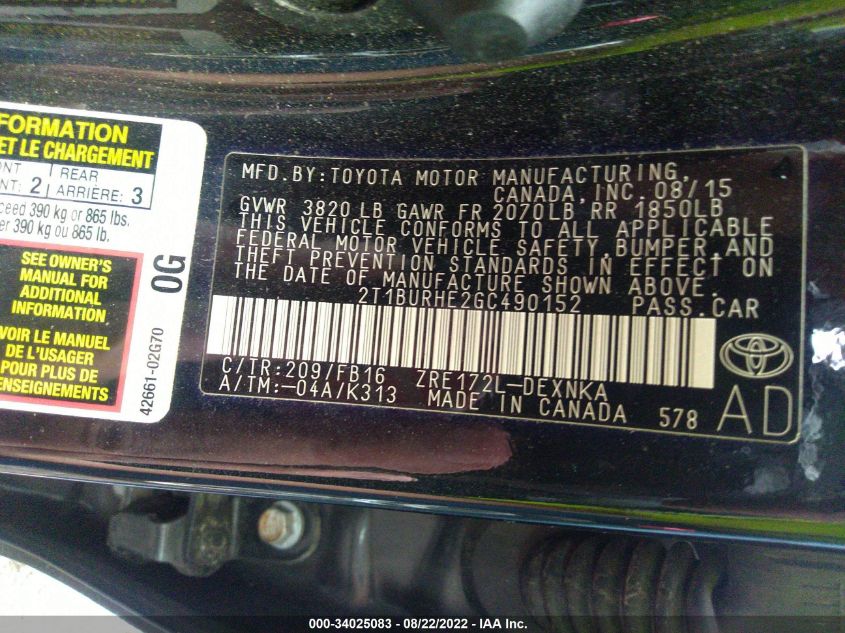 FORMATION
ET LE CHARGEMENT
REAR
2
ARRIÈRE: 3
390 kg or 865 lbs.
390 kg ou 865 lb.
SEE OWNER'S
MANUAL FOR
ADDITIONAL
INFORMATION
VOIR LE MANUEL
DE L'USAGER
POUR PLUS DE
0G
42661-02G70
MFD.BY:TOYOTA MOTOR MANUFACTURING,
CANADA, INC. 08/15
GVWR 3820 LB GAWR FR 2070LB RR 1850LB
THIS VEHICLE CONFORMS TO ALL APPLICABLE
FEDERAL MOTOR VEHICLE SAFETY, BUMPER, AND
THEFT PREVENTION STANDARDS IN EFFECT ON
THE DATE OF MANUFACTURE SHOWN ABOVE.
2T1BURHE2GC490152 PASS.CAR
C/TR:209/FB16 ZRE172L-DEXNKA
A/TM:-04A/K313 MADE IN CANADA 578
AD
000-34025083 - 08/22/2022 - IAA Inc.